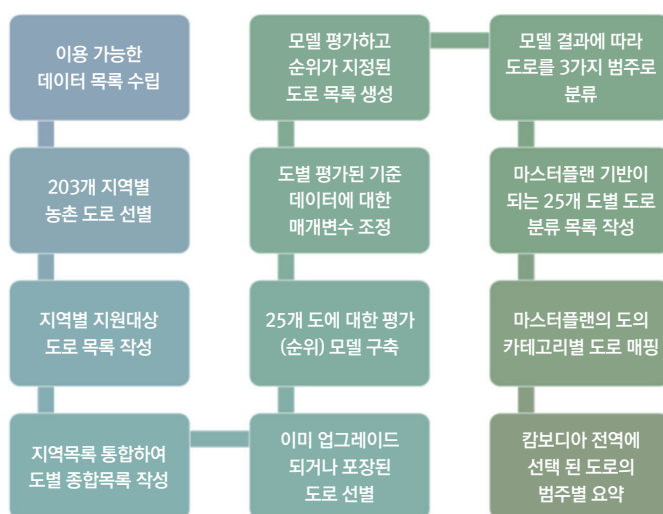 이용 가능한
데이터 목록 수립
203개 지역별
농촌 도로 선별
지역별 지원대상
도로 목록 작성
지역목록 통합하여
도별 종합목록 작성
이미 업그레이드
되거나 포장된
도로 선별
25개 도에 대한 평가
(순위) 모델 구축
도별 평가된 기준
데이터에 대한
매개변수 조정
모델 평가하고
순위가 지정된
도로 목록 생성
모델 결과에 따라
도로를 3가지 범주로
분류
마스터플랜 기반이
되는 25개 도별 도로
분류 목록 작성
마스터플랜의 도의
카테고리별 도로 매핑
캄보디아 전역에
선택 된 도로의
범주별 요약